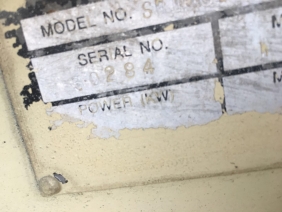 MODEL NO. S
SERIAL NO. M
0284
POWER (KW) M